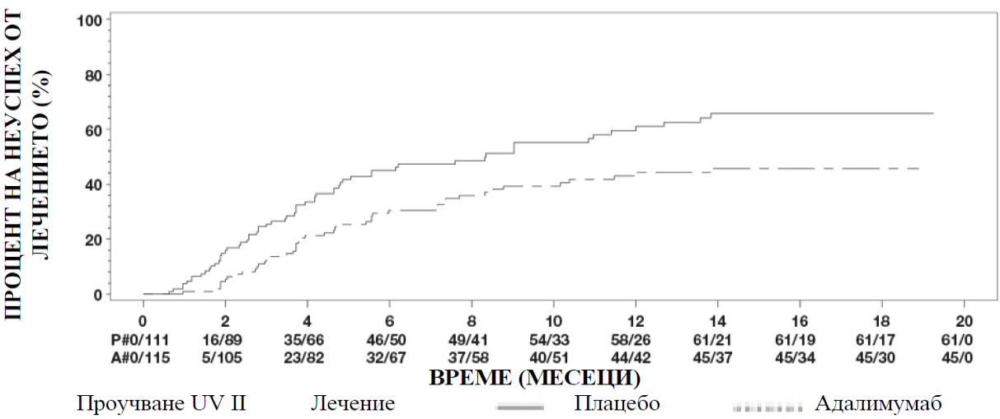 ПРОЦЕНТ НА НЕУСПЕХ ОТ
ЛЕЧЕНИЕТО (%)
100
80
60
40
20
0
0 2 4 6 8 10 12 14 16 18 20
P#0/111 16/89 35/66 46/50 49/41 54/33 58/26 61/21 61/19 61/17 61/0
A#0/115 5/105 23/82 32/67 37/58 40/51 44/42 45/37 45/34 45/30 45/0
ВРЕМЕ (МЕСЕЦИ)
Проучване UV II Лечение Плацебо Адалимумаб